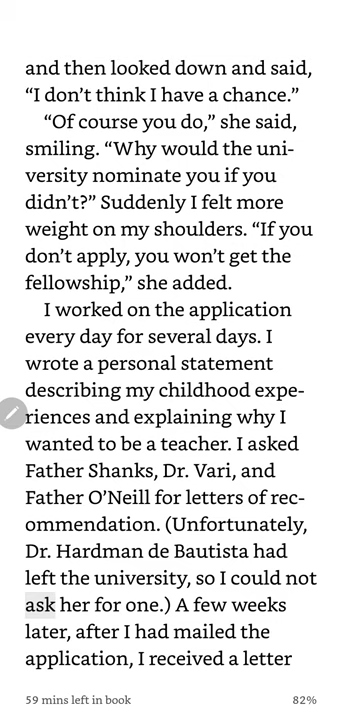 and then looked down and said,
“I don’t think I have a chance.”
“Of course you do,” she said,
smiling. “Why would the uni-
versity nominate you if you
didn’t?” Suddenly I felt more
weight on my shoulders. “If you
don’t apply, you won’t get the
fellowship,” she added.
I worked on the application
every day for several days. I
wrote a personal statement
describing my childhood expe-
riences and explaining why I
wanted to be a teacher. I asked
Father Shanks, Dr. Vari, and
Father O’Neill for letters of rec-
ommendation. (Unfortunately,
Dr. Hardman de Bautista had
left the university, so I could not
ask her for one.) A few weeks
later, after I had mailed the
application, I received a letter
59 mins left in book 82%